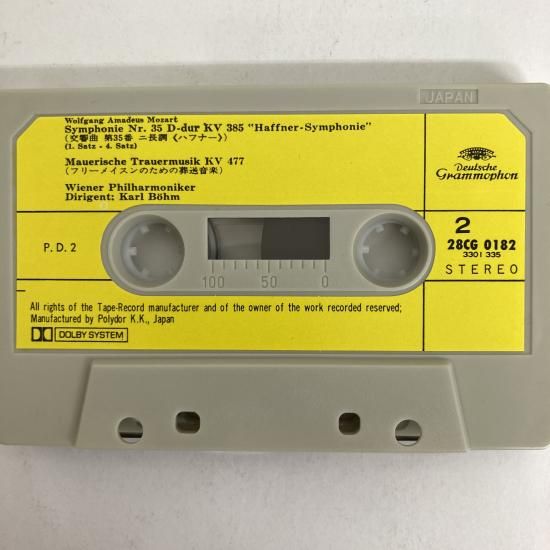 JAPAN
Wolfgang Amadeus Mozart
Symphonie Nr. 35 D-dur KV 385 "Haffner-Symphonie"
(交響曲 第35番 ニ長調《ハフナー》)
(1. Satz - 4. Satz)
Mauerische Trauermusik KV 477
(フリーメイスンのための葬送音楽)
Wiener Philharmoniker
Dirigent: Karl Böhm
Deutsche
Grammophon
P.D. 2
2
28CG 0182
3301 335
STEREO
100 50 0
All rights of the Tape-Record manufacturer and of the owner of the work recorded reserved;
Manufactured by Polydor K.K., Japan
DOLBY SYSTEM